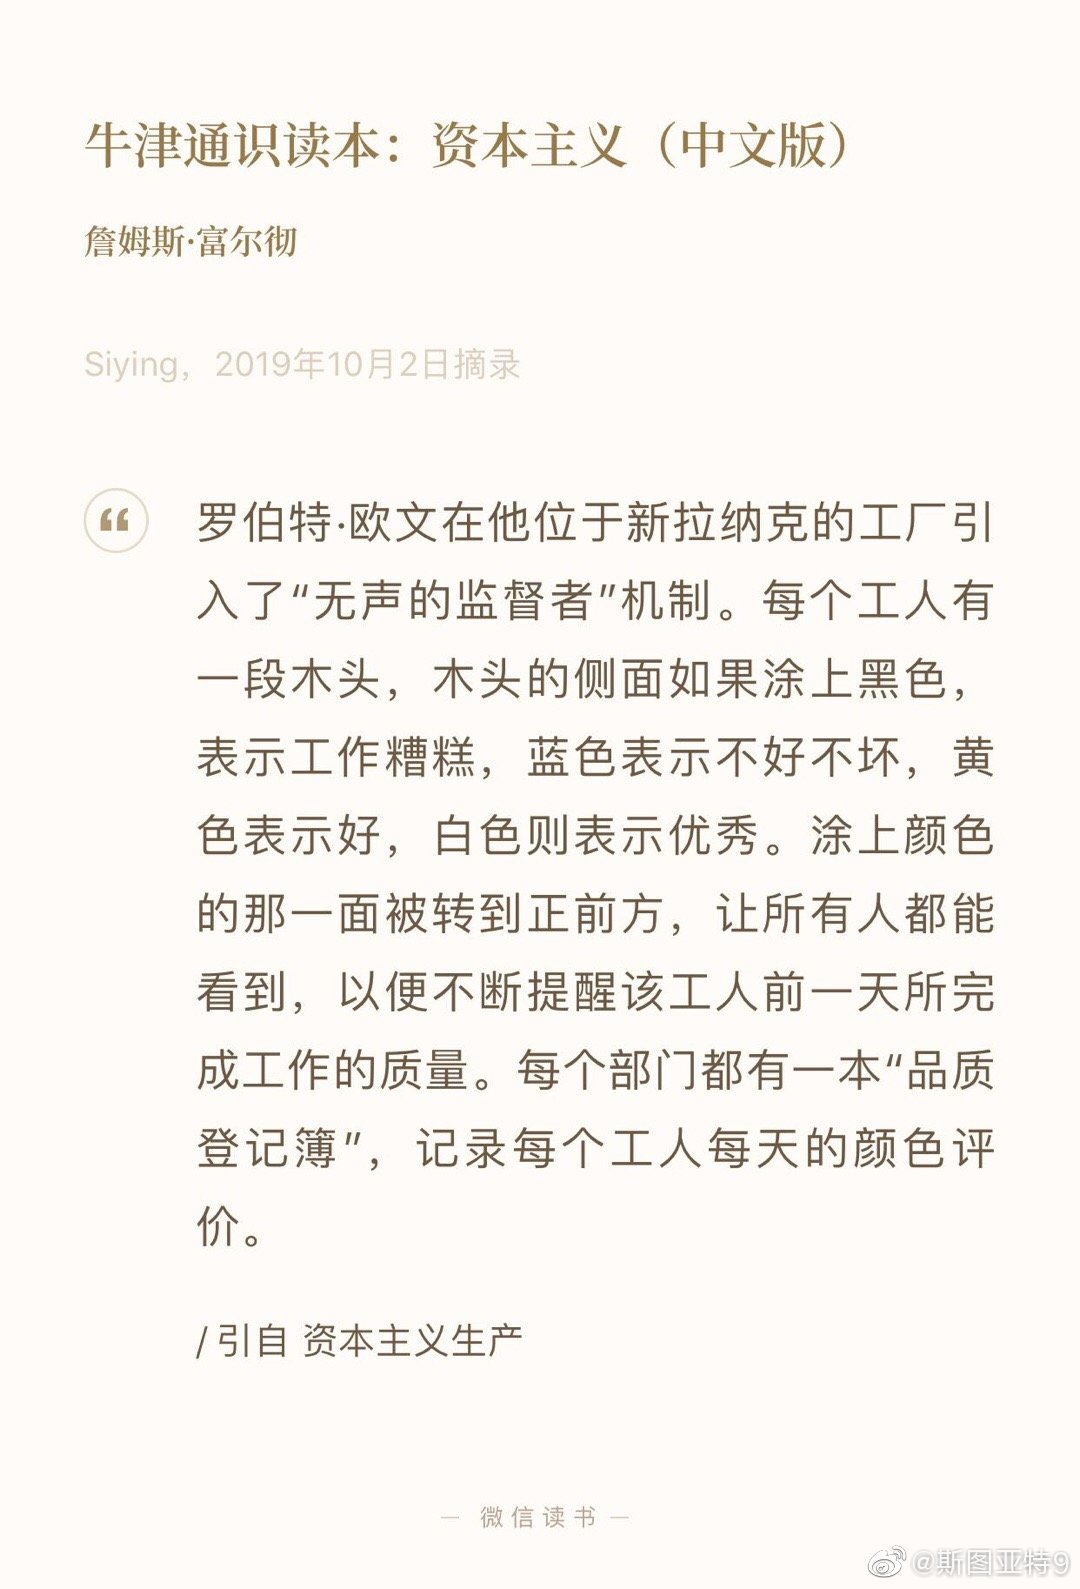 牛津通识读本：资本主义（中文版）
詹姆斯·富尔彻
Siying，2019年10月2日摘录
“
罗伯特·欧文在他位于新拉纳克的工厂引
入了“无声的监督者”机制。每个工人有
一段木头，木头的侧面如果涂上黑色，
表示工作糟糕，蓝色表示不好不坏，黄
色表示好，白色则表示优秀。涂上颜色
的那一面被转到正前方，让所有人都能
看到，以便不断提醒该工人前一天所完
成工作的质量。每个部门都有一本“品质
登记簿”，记录每个工人每天的颜色评
价。
/ 引自 资本主义生产
— 微信读书 —
@斯图亚特9